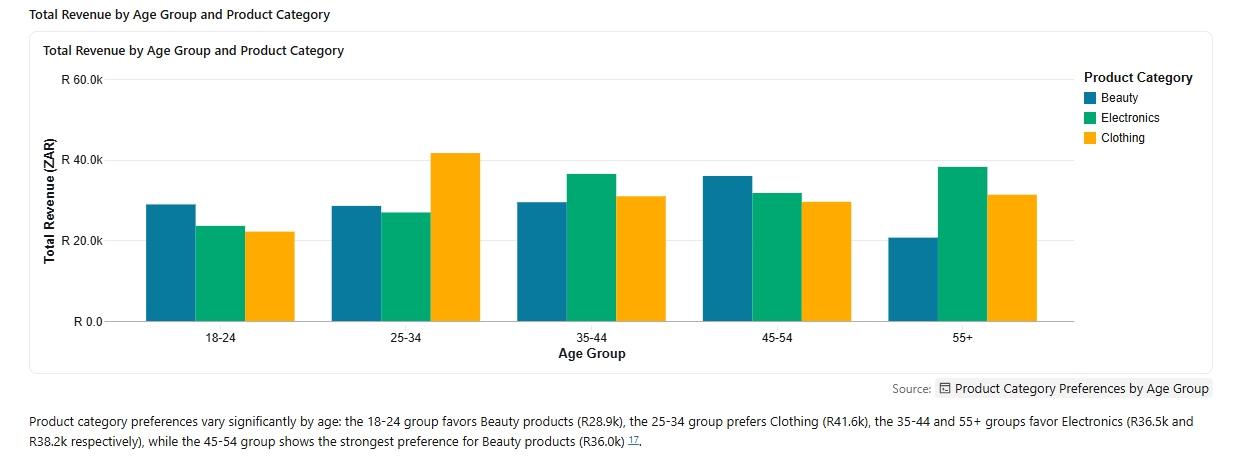 Total Revenue by Age Group and Product Category
Total Revenue by Age Group and Product Category
Product Category
Beauty
Electronics
Clothing
Total Revenue (ZAR)
R 60.0k
R 40.0k
R 20.0k
R 0.0
18-24
25-34
35-44
45-54
55+
Age Group
Source: Product Category Preferences by Age Group
Product category preferences vary significantly by age: the 18-24 group favors Beauty products (R28.9k), the 25-34 group prefers Clothing (R41.6k), the 35-44 and 55+ groups favor Electronics (R36.5k and
R38.2k respectively), while the 45-54 group shows the strongest preference for Beauty products (R36.0k) 17.